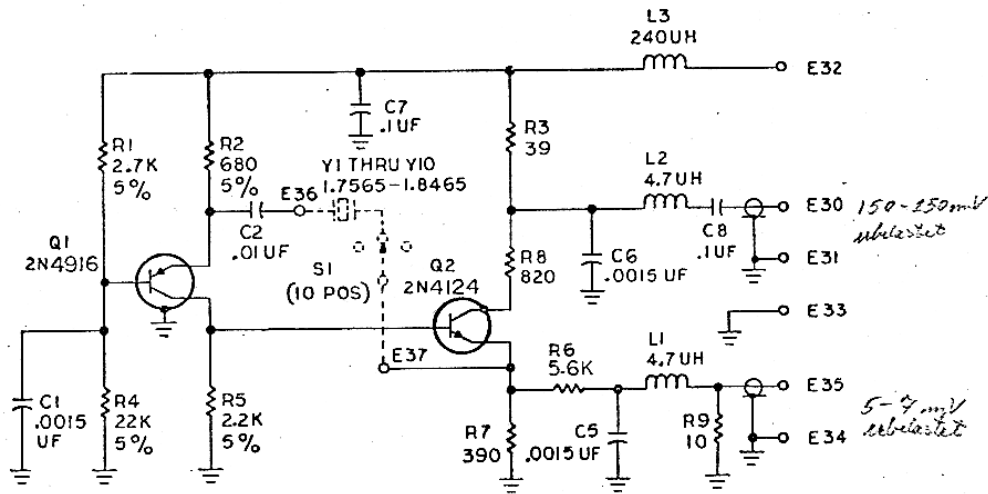 L3
240UH
E32
C7
.1UF
R1
2.7K
5%
R2
680
5%
R3
39
Y1 THRU Y10
1.7565-1.8465
E36
L2
4.7UH
E30
150-250mV
ubelastet
C2
.01UF
C8
.1UF
Q1
2N4916
S1
(10 POS)
Q2
2N4124
R8
820
C6
.0015 UF
E31
E33
E37
R6
5.6K
L1
4.7UH
E35
5-7 mV
ubelastet
C1
.0015
UF
R4
22K
5%
R5
2.2K
5%
R7
390
C5
.0015UF
R9
10
E34